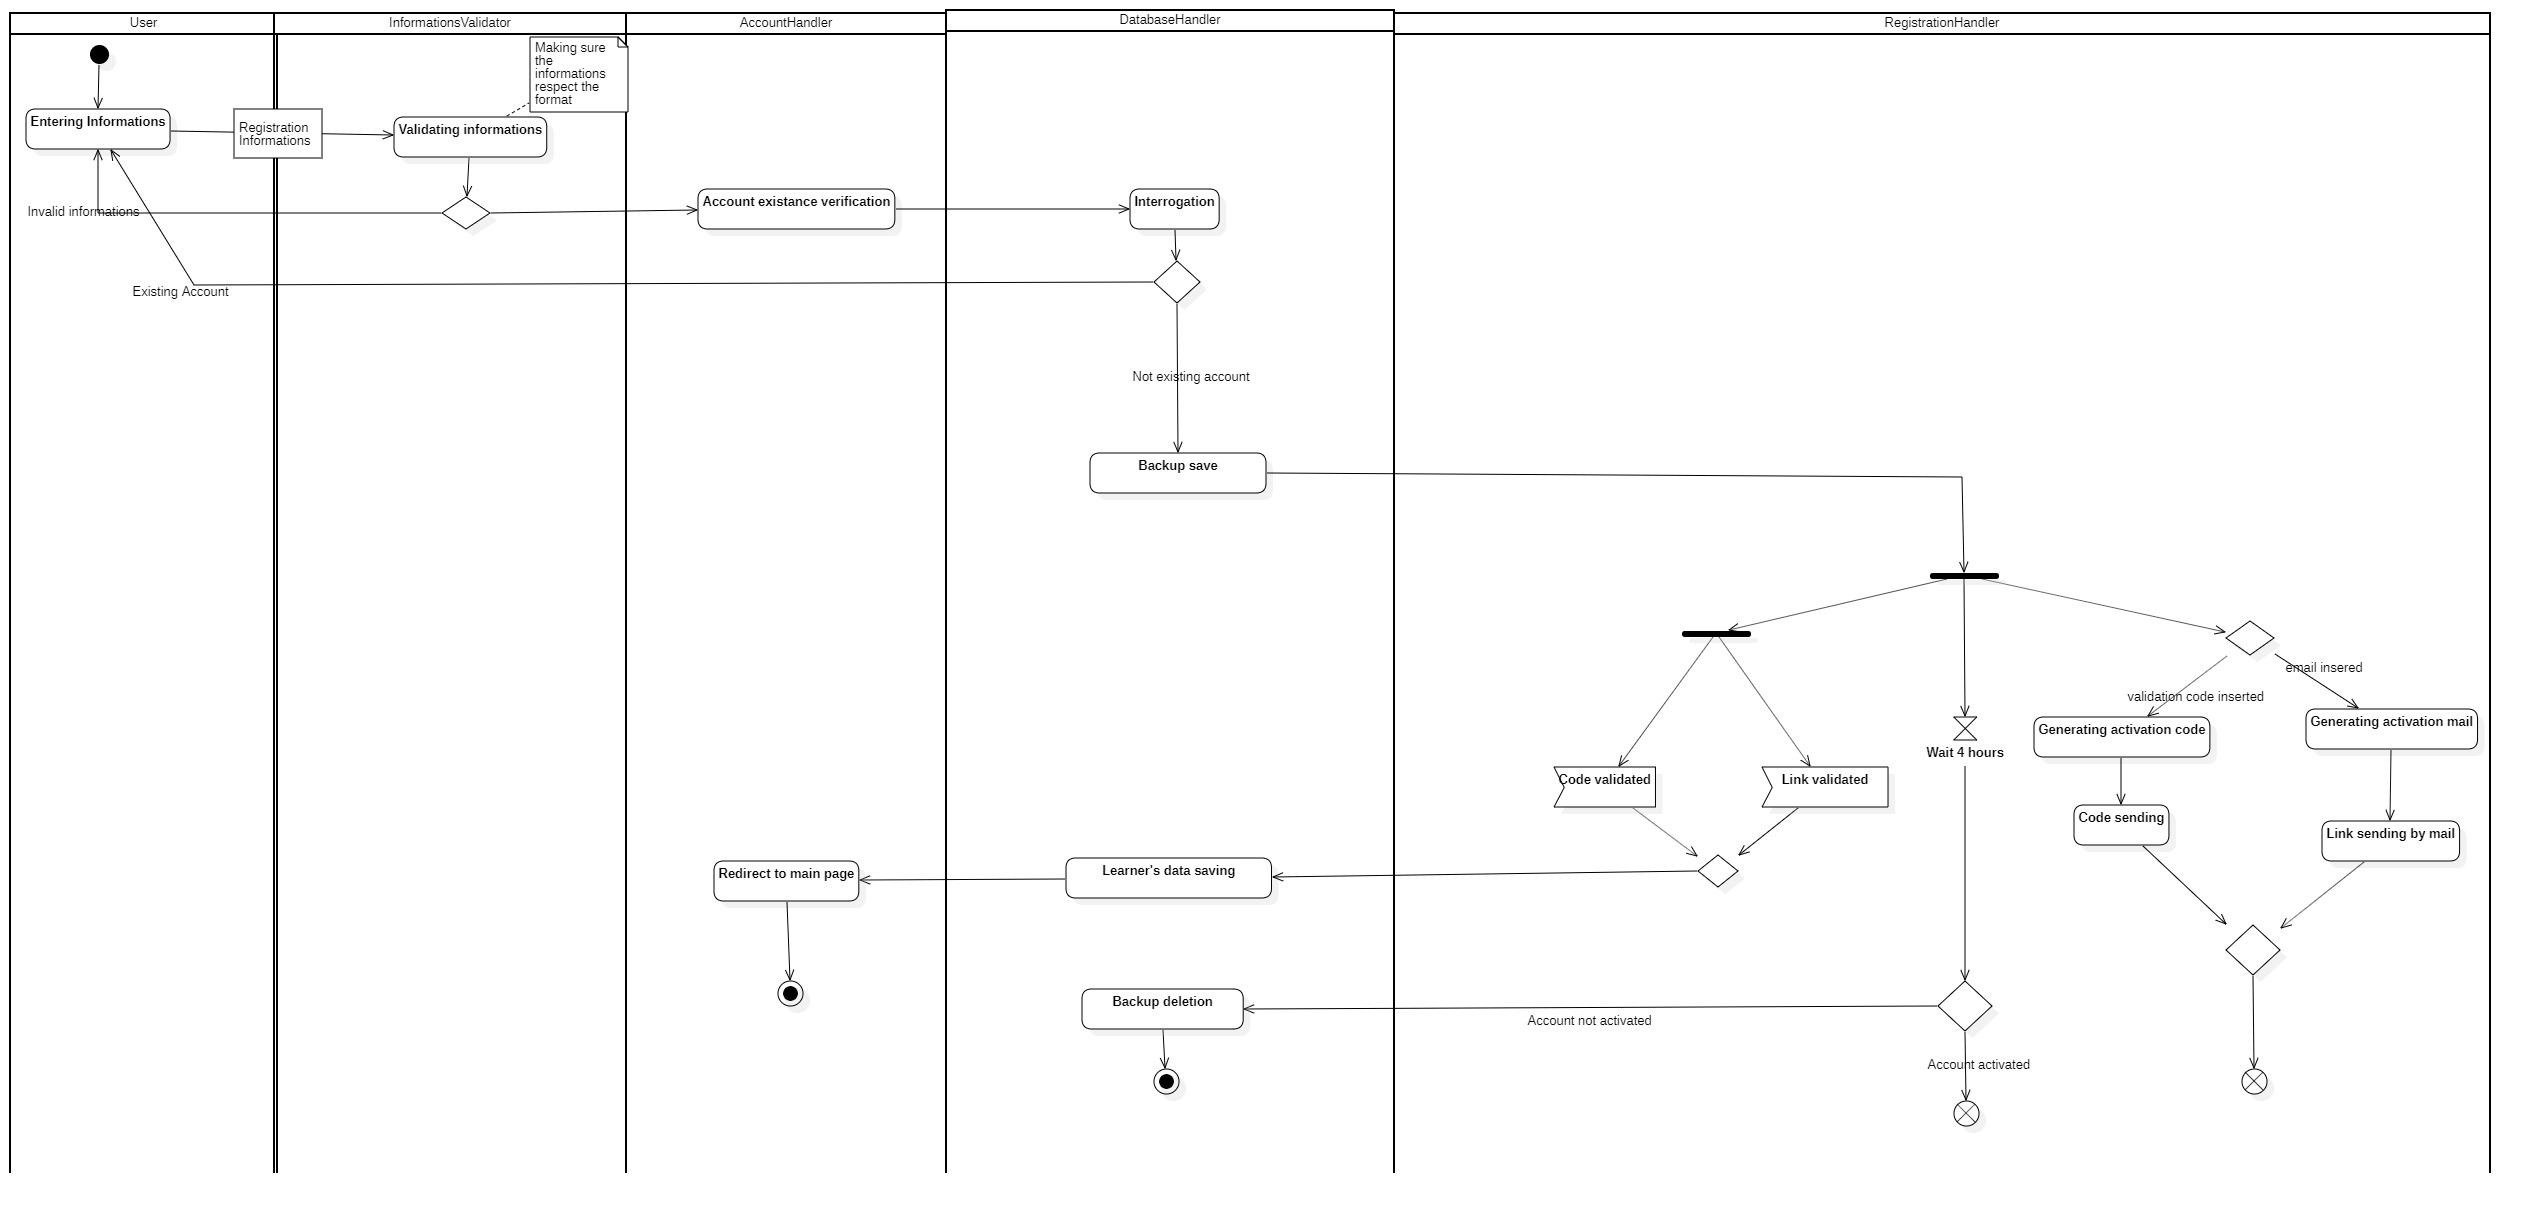 User
InformationsValidator
AccountHandler
DatabaseHandler
RegistrationHandler
Making sure
the
informations
respect the
format
Entering Informations
Registration
Informations
Validating informations
Invalid informations
Account existance verification
Interrogation
Existing Account
Not existing account
Backup save
email insered
validation code inserted
Generating activation code
Generating activation mail
Wait 4 hours
Code validated
Link validated
Code sending
Link sending by mail
Redirect to main page
Learner's data saving
Backup deletion
Account not activated
Account activated